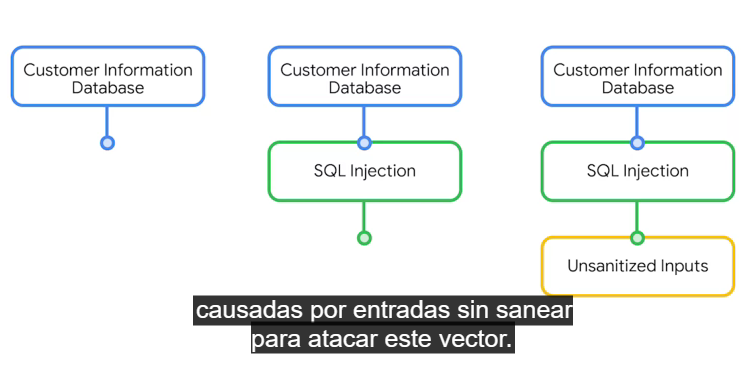 Customer Information
Database
Customer Information
Database
Customer Information
Database
SQL Injection
SQL Injection
Unsanitized Inputs
causadas por entradas sin sanear
para atacar este vector.